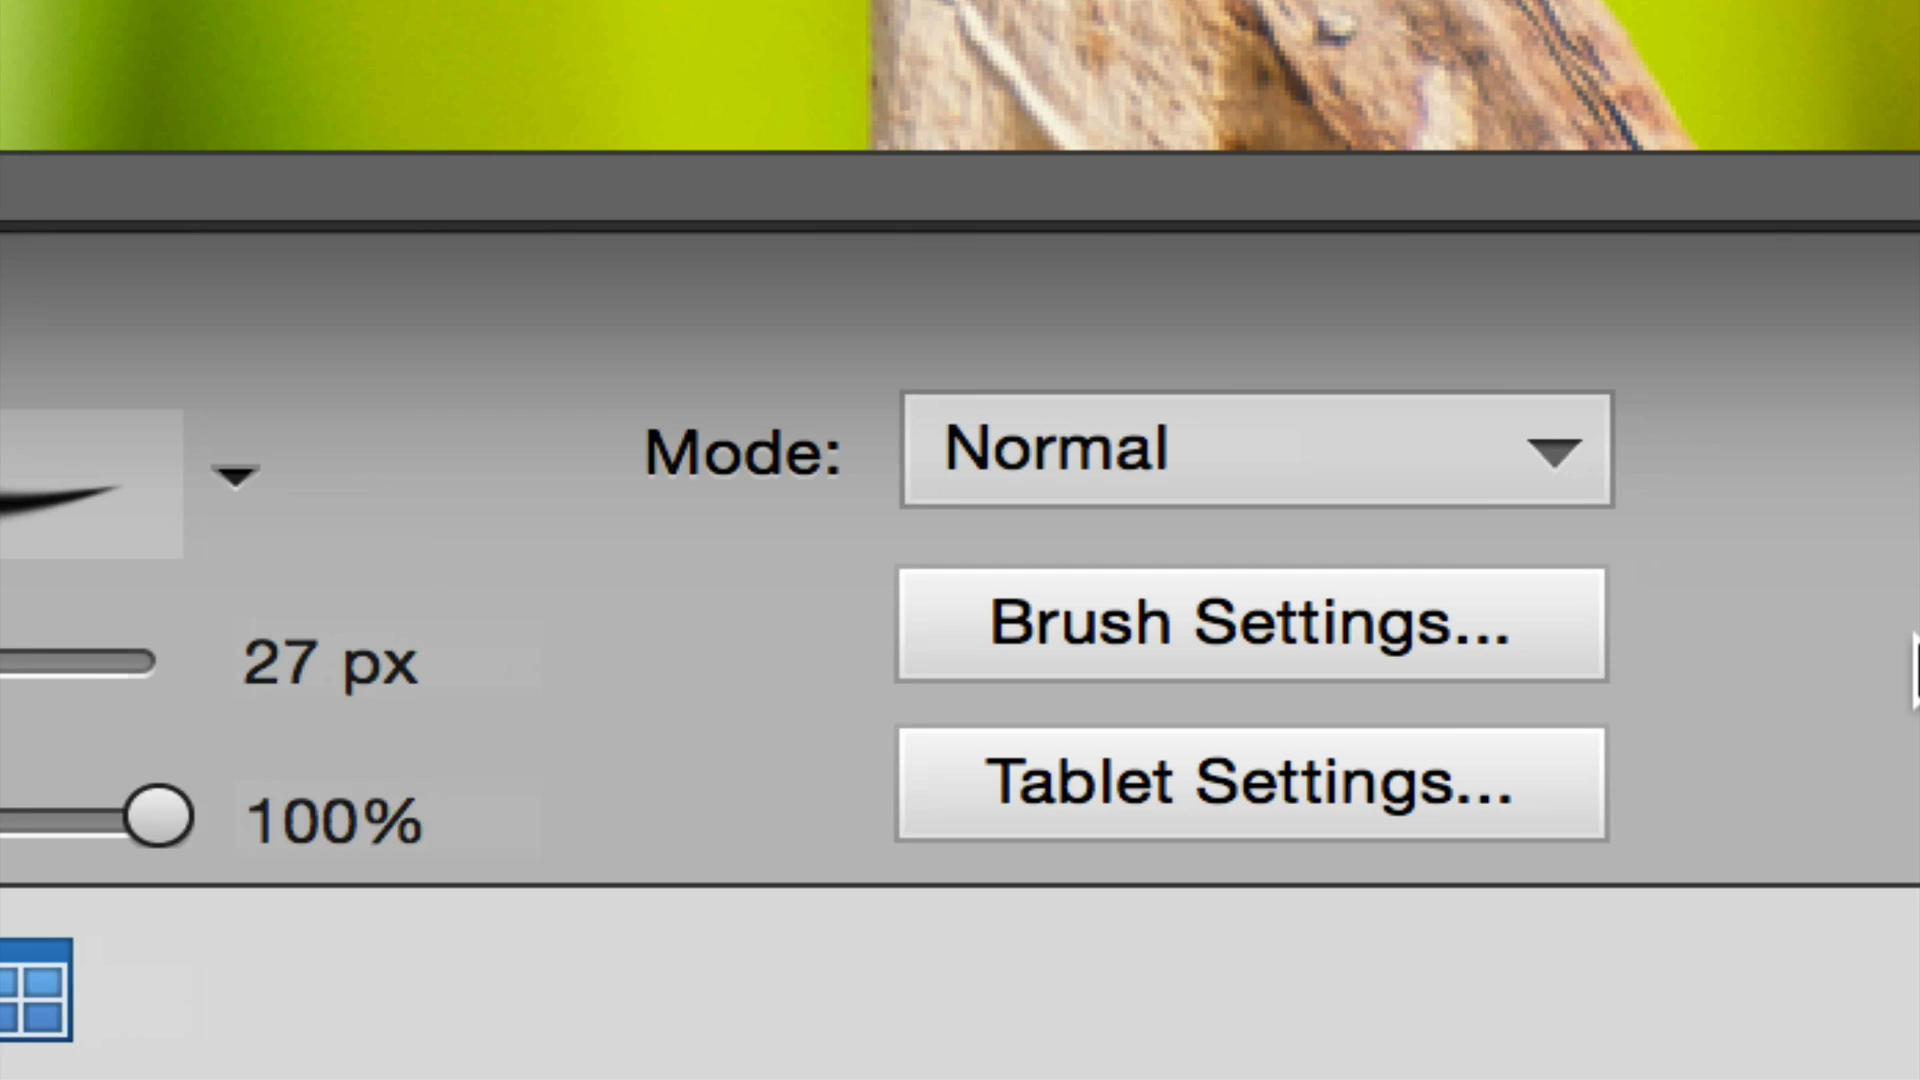 Mode: Normal
Brush Settings...
27 px
Tablet Settings...
100%